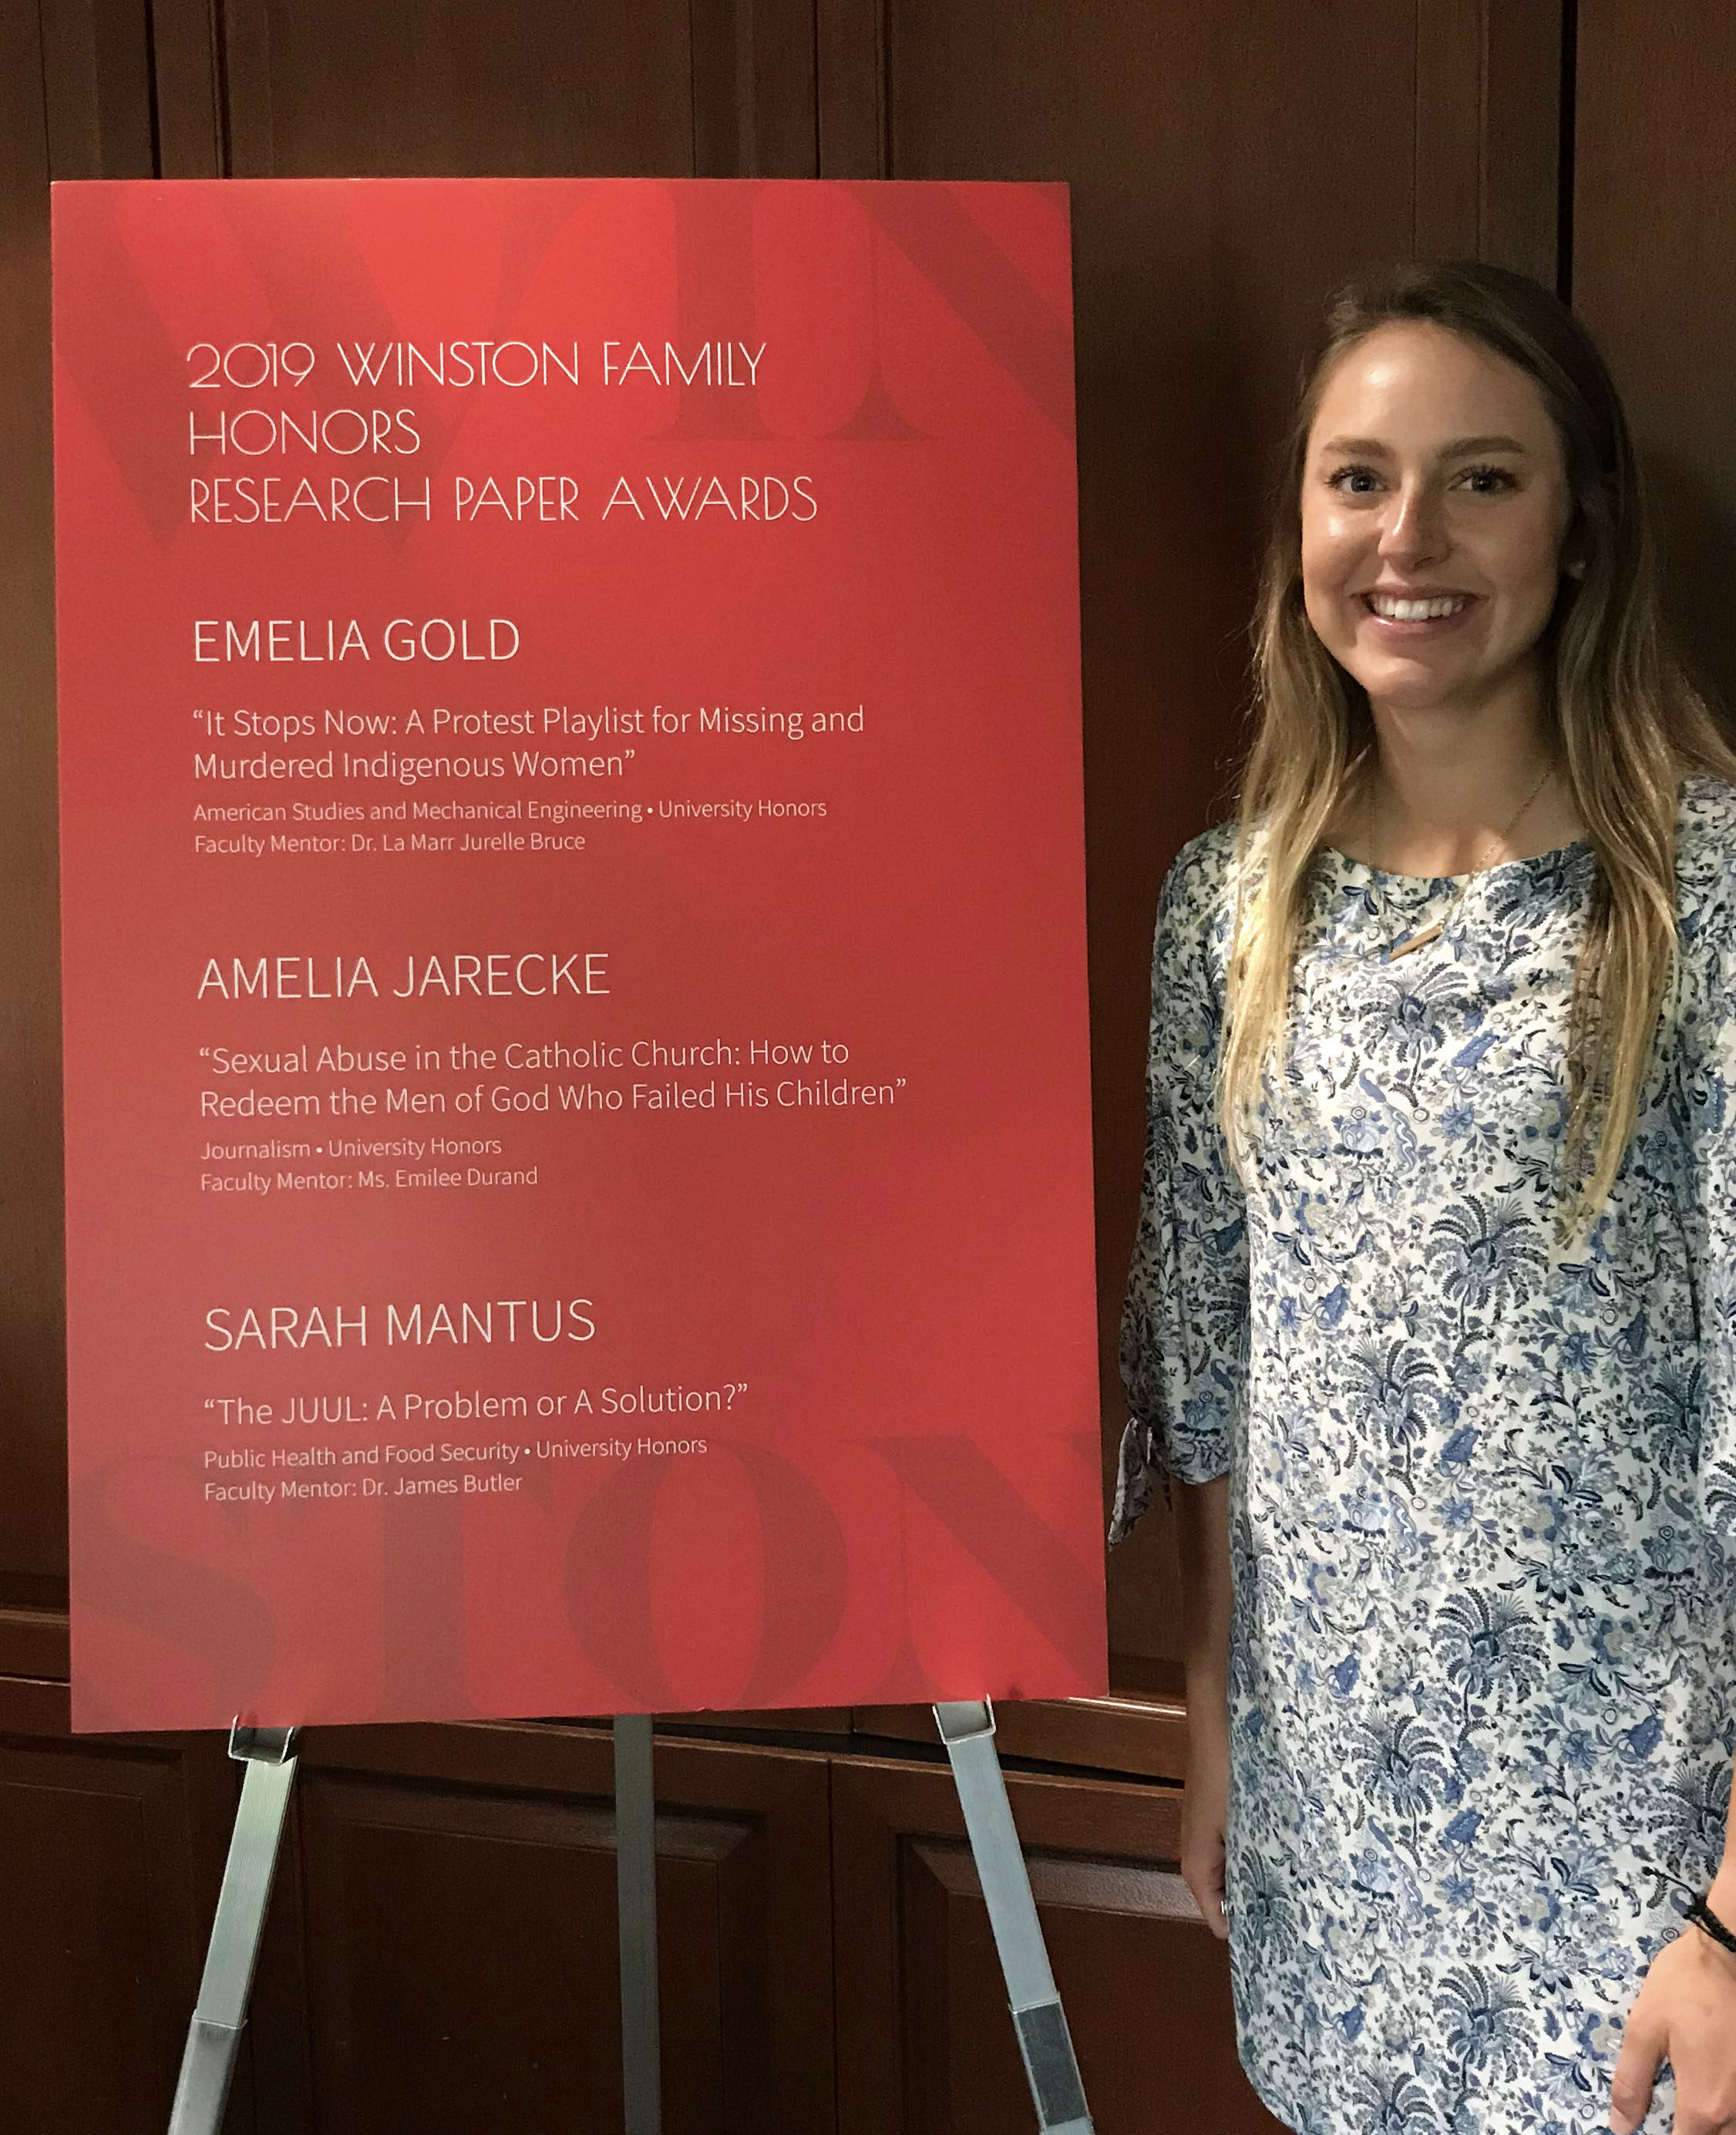 2019 WINSTON FAMILY
HONORS
RESEARCH PAPER AWARDS
EMELIA GOLD
“It Stops Now: A Protest Playlist for Missing and
Murdered Indigenous Women”
American Studies and Mechanical Engineering • University Honors
Faculty Mentor: Dr. La Marr Jurelle Bruce
AMELIA JARECKE
“Sexual Abuse in the Catholic Church: How to
Redeem the Men of God Who Failed His Children”
Journalism • University Honors
Faculty Mentor: Ms. Emilee Durand
SARAH MANTUS
“The JUUL: A Problem or A Solution?”
Public Health and Food Security • University Honors
Faculty Mentor: Dr. James Butler
WIN
STON